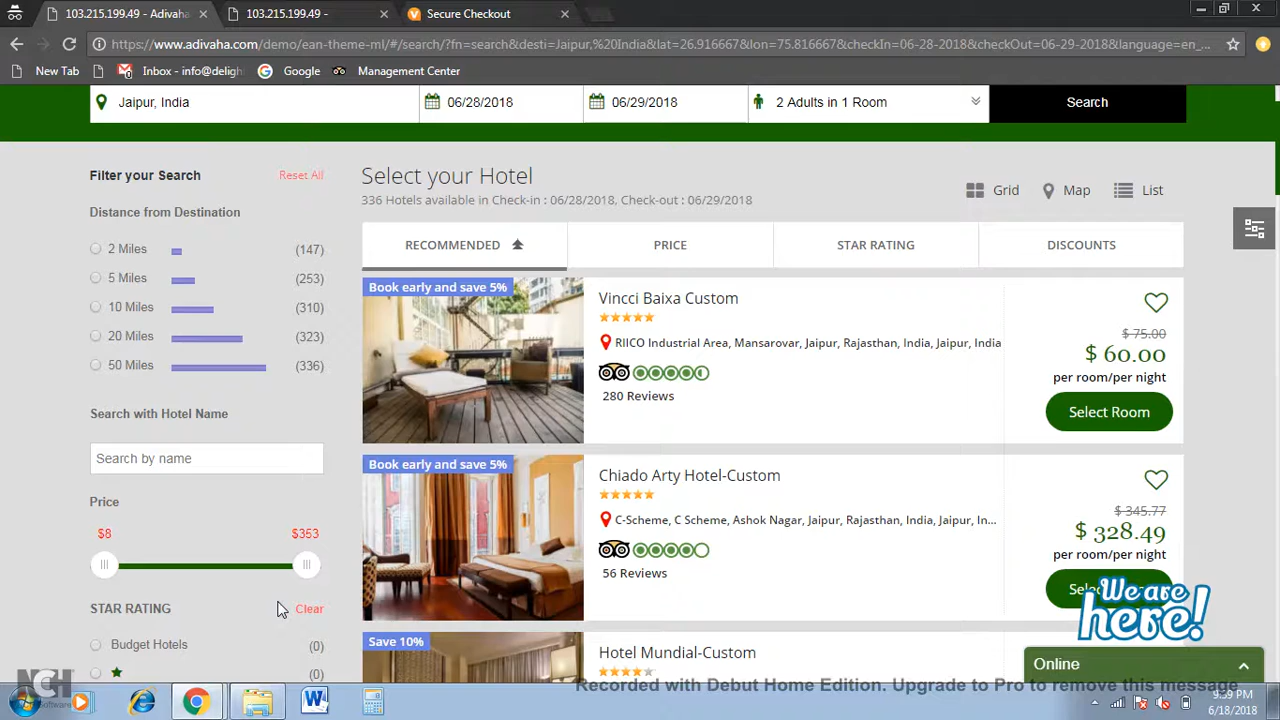 103.215.199.49 - Adivaha
103.215.199.49 -
Secure Checkout
https://www.adivaha.com/demo/ean-theme-ml/#/search/?fn=search&desti=Jaipur,%20India&lat=26.916667&lon=75.816667&checkIn=06-28-2018&checkOut=06-29-2018&language=en_...
New Tab
Inbox - info@deligh
Google
Management Center
Jaipur, India
06/28/2018
06/29/2018
2 Adults in 1 Room
Search
Filter your Search
Reset All
Distance from Destination
2 Miles (147)
5 Miles (253)
10 Miles (310)
20 Miles (323)
50 Miles (336)
Search with Hotel Name
Search by name
Price
$8 $353
STAR RATING
Clear
Budget Hotels (0)
(0)
Select your Hotel
336 Hotels available in Check-in : 06/28/2018, Check-out : 06/29/2018
Grid
Map
List
RECOMMENDED
PRICE
STAR RATING
DISCOUNTS
Book early and save 5%
Vincci Baixa Custom
RIICO Industrial Area, Mansarovar, Jaipur, Rajasthan, India, Jaipur, India
280 Reviews
$ 75.00
$ 60.00
per room/per night
Select Room
Book early and save 5%
Chiado Arty Hotel-Custom
C-Scheme, C Scheme, Ashok Nagar, Jaipur, Rajasthan, India, Jaipur, In...
56 Reviews
$ 345.77
$ 328.49
per room/per night
Save 10%
Hotel Mundial-Custom
We are
here!
Online
NCH
Software
Recorded with Debut Home Edition. Upgrade to Pro to remove this message
9:39 PM
6/18/2018